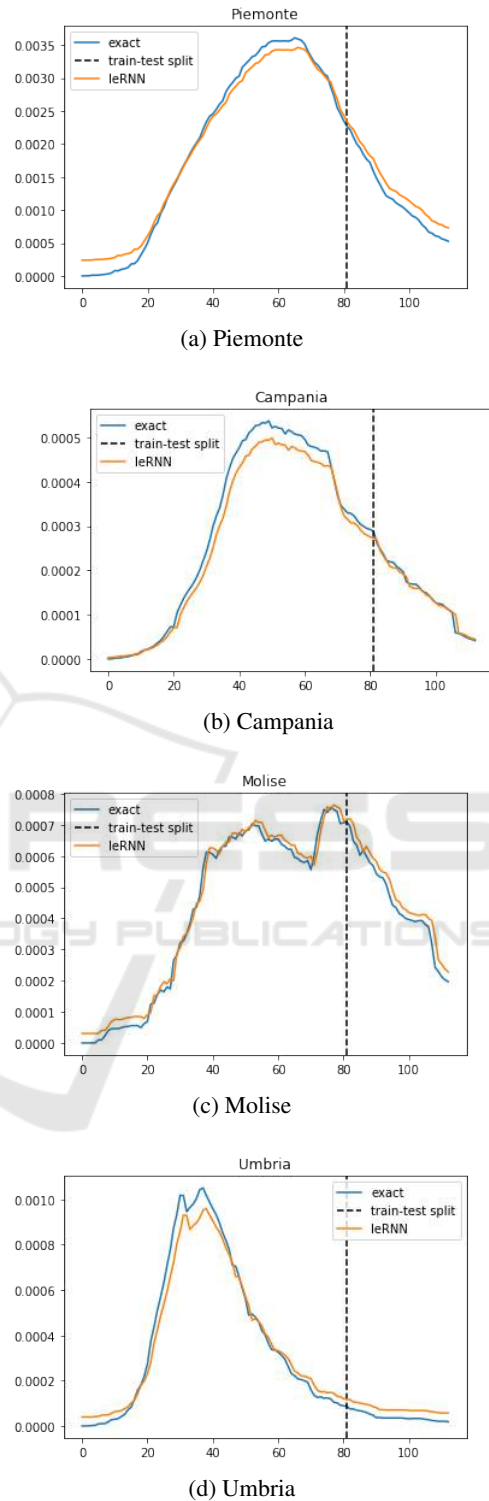 Piemonte
exact
train-test split
leRNN
0.0035
0.0030
0.0025
0.0020
0.0015
0.0010
0.0005
0.0000
0 20 40 60 80 100
(a) Piemonte
Campania
exact
train-test split
leRNN
0.0005
0.0004
0.0003
0.0002
0.0001
0.0000
0 20 40 60 80 100
(b) Campania
Molise
exact
train-test split
leRNN
0.0008
0.0007
0.0006
0.0005
0.0004
0.0003
0.0002
0.0001
0.0000
0 20 40 60 80 100
RESS
OGY PUBLICATIONS
(c) Molise
Umbria
exact
train-test split
leRNN
0.0010
0.0008
0.0006
0.0004
0.0002
0.0000
0 20 40 60 80 100
(d) Umbria